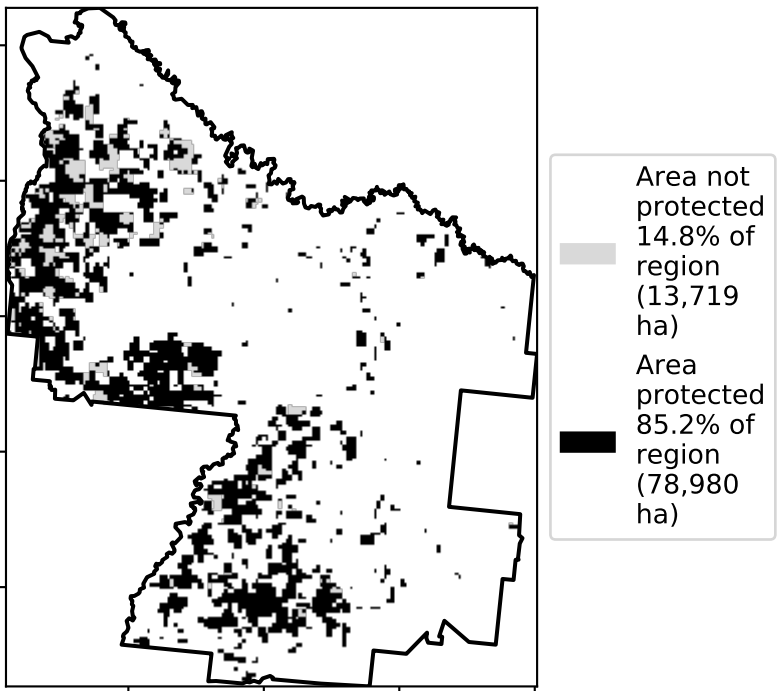 Area not
protected
14.8% of
region
(13,719
ha)
Area
protected
85.2% of
region
(78,980
ha)